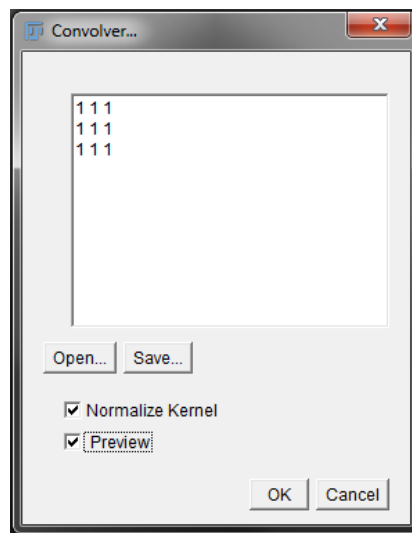 Convolver...
1 1 1
1 1 1
1 1 1
Open... Save...
Normalize Kernel
Preview
OK Cancel